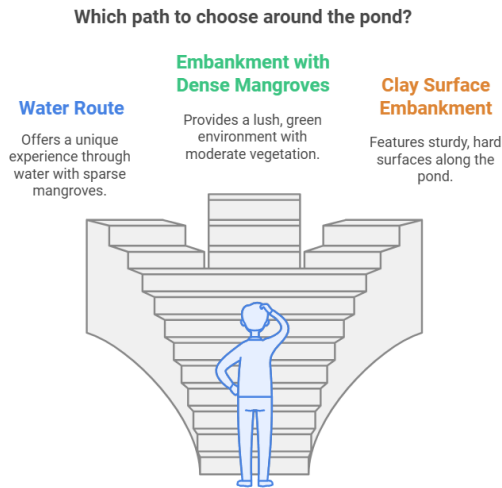 Which path to choose around the pond?
Embankment with
Dense Mangroves
Provides a lush, green
environment with
moderate vegetation.
Water Route
Offers a unique
experience through
water with sparse
mangroves.
Clay Surface
Embankment
Features sturdy, hard
surfaces along the
pond.